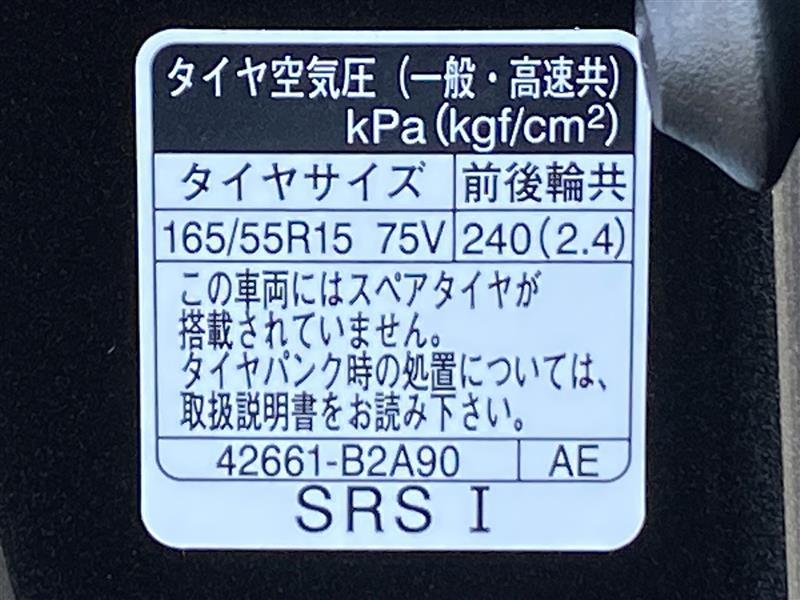 タイヤ空気圧 (一般・高速共)
kPa(kgf/cm²)
タイヤサイズ 前後輪共
165/55R15 75V 240(2.4)
この車両にはスペアタイヤが
搭載されていません。
タイヤパンク時の処置については、
取扱説明書をお読み下さい。
42661-B2A90 AE
SRS I